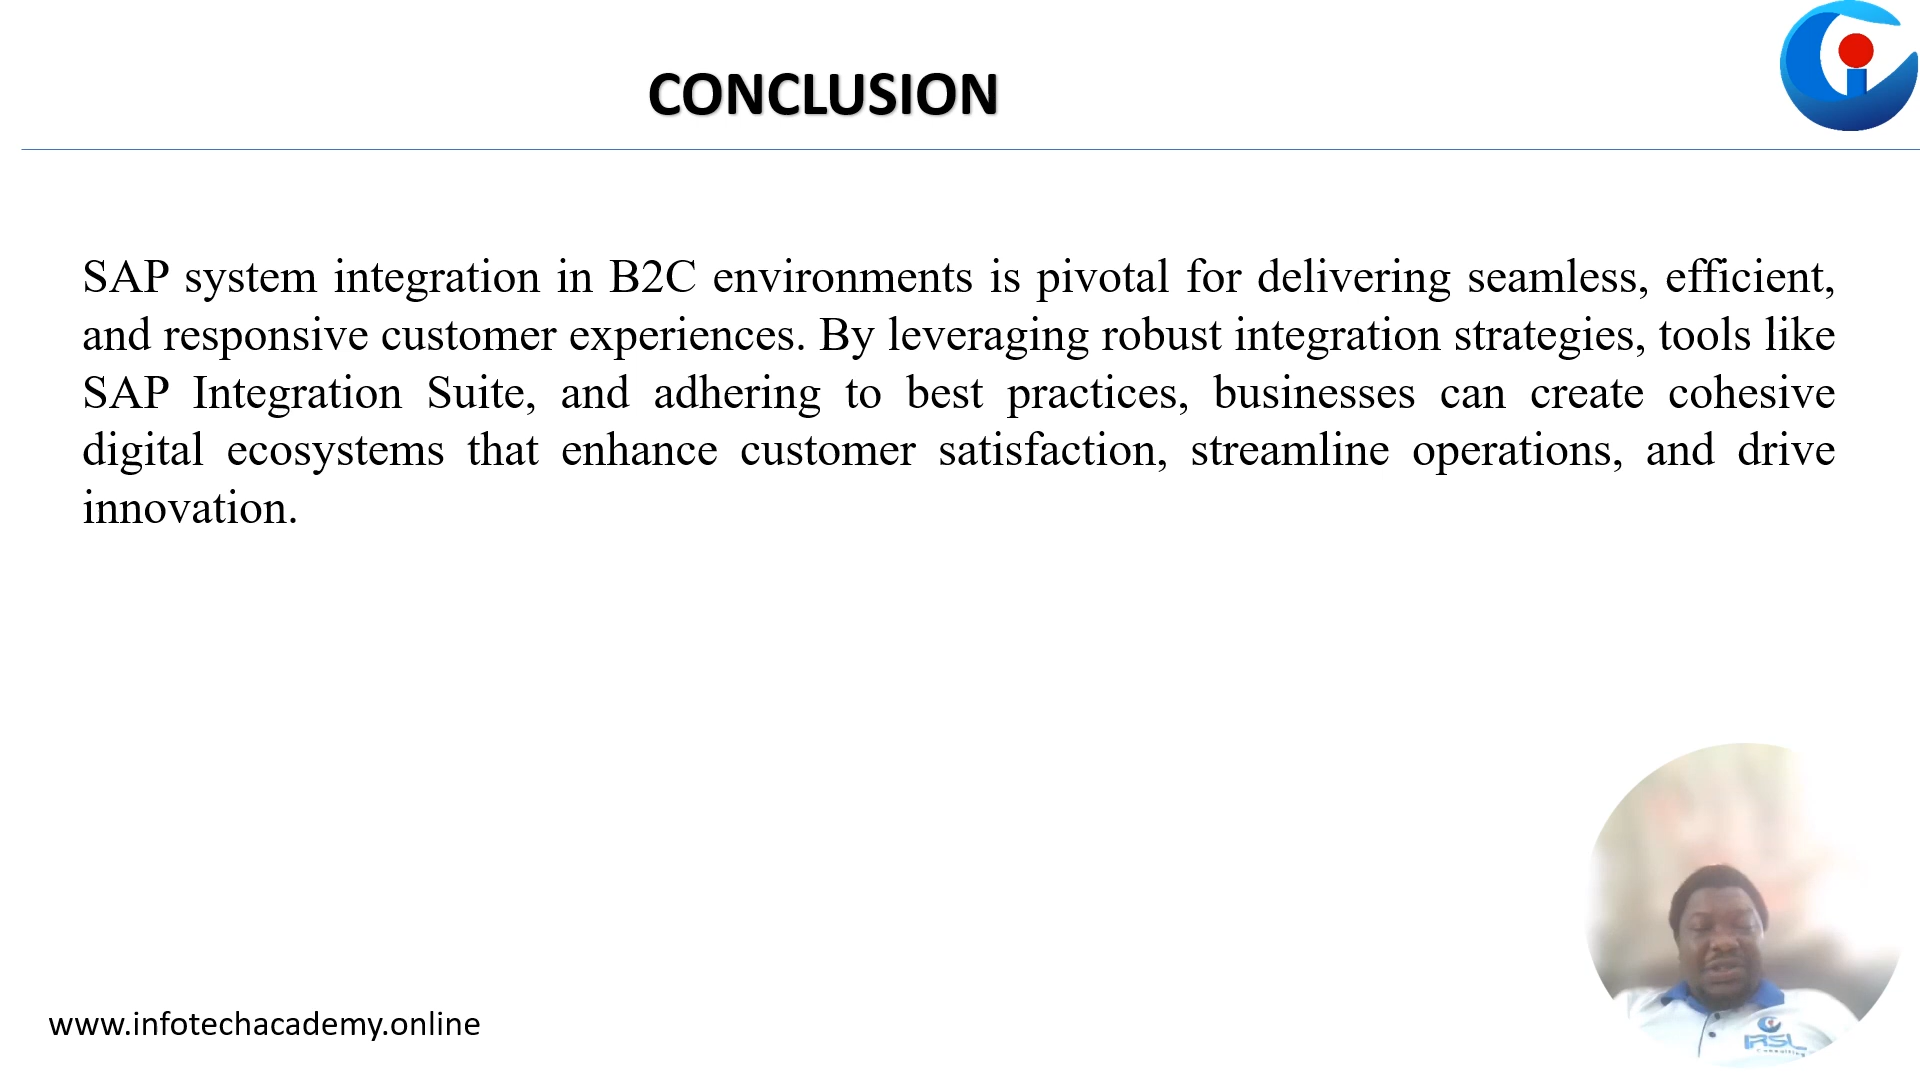 CONCLUSION
SAP system integration in B2C environments is pivotal for delivering seamless, efficient,
and responsive customer experiences. By leveraging robust integration strategies, tools like
SAP Integration Suite, and adhering to best practices, businesses can create cohesive
digital ecosystems that enhance customer satisfaction, streamline operations, and drive
innovation.
www.infotechacademy.online
IRSL
Consulting